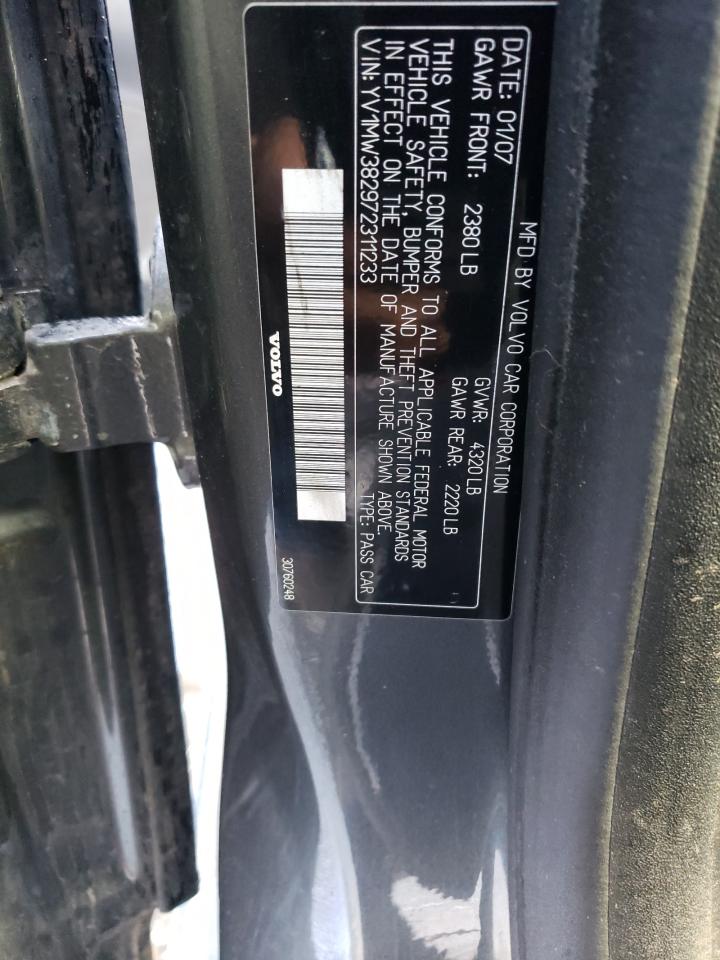 MFD BY VOLVO CAR CORPORATION
DATE: 01/07 GVWR: 4320 LB
GAWR FRONT: 2380 LB GAWR REAR: 2220 LB
THIS VEHICLE CONFORMS TO ALL APPLICABLE FEDERAL MOTOR
VEHICLE SAFETY, BUMPER AND THEFT PREVENTION STANDARDS
IN EFFECT ON THE DATE OF MANUFACTURE SHOWN ABOVE.
VIN: YV1MW382972311233 TYPE: PASS CAR
VOLVO
30760248